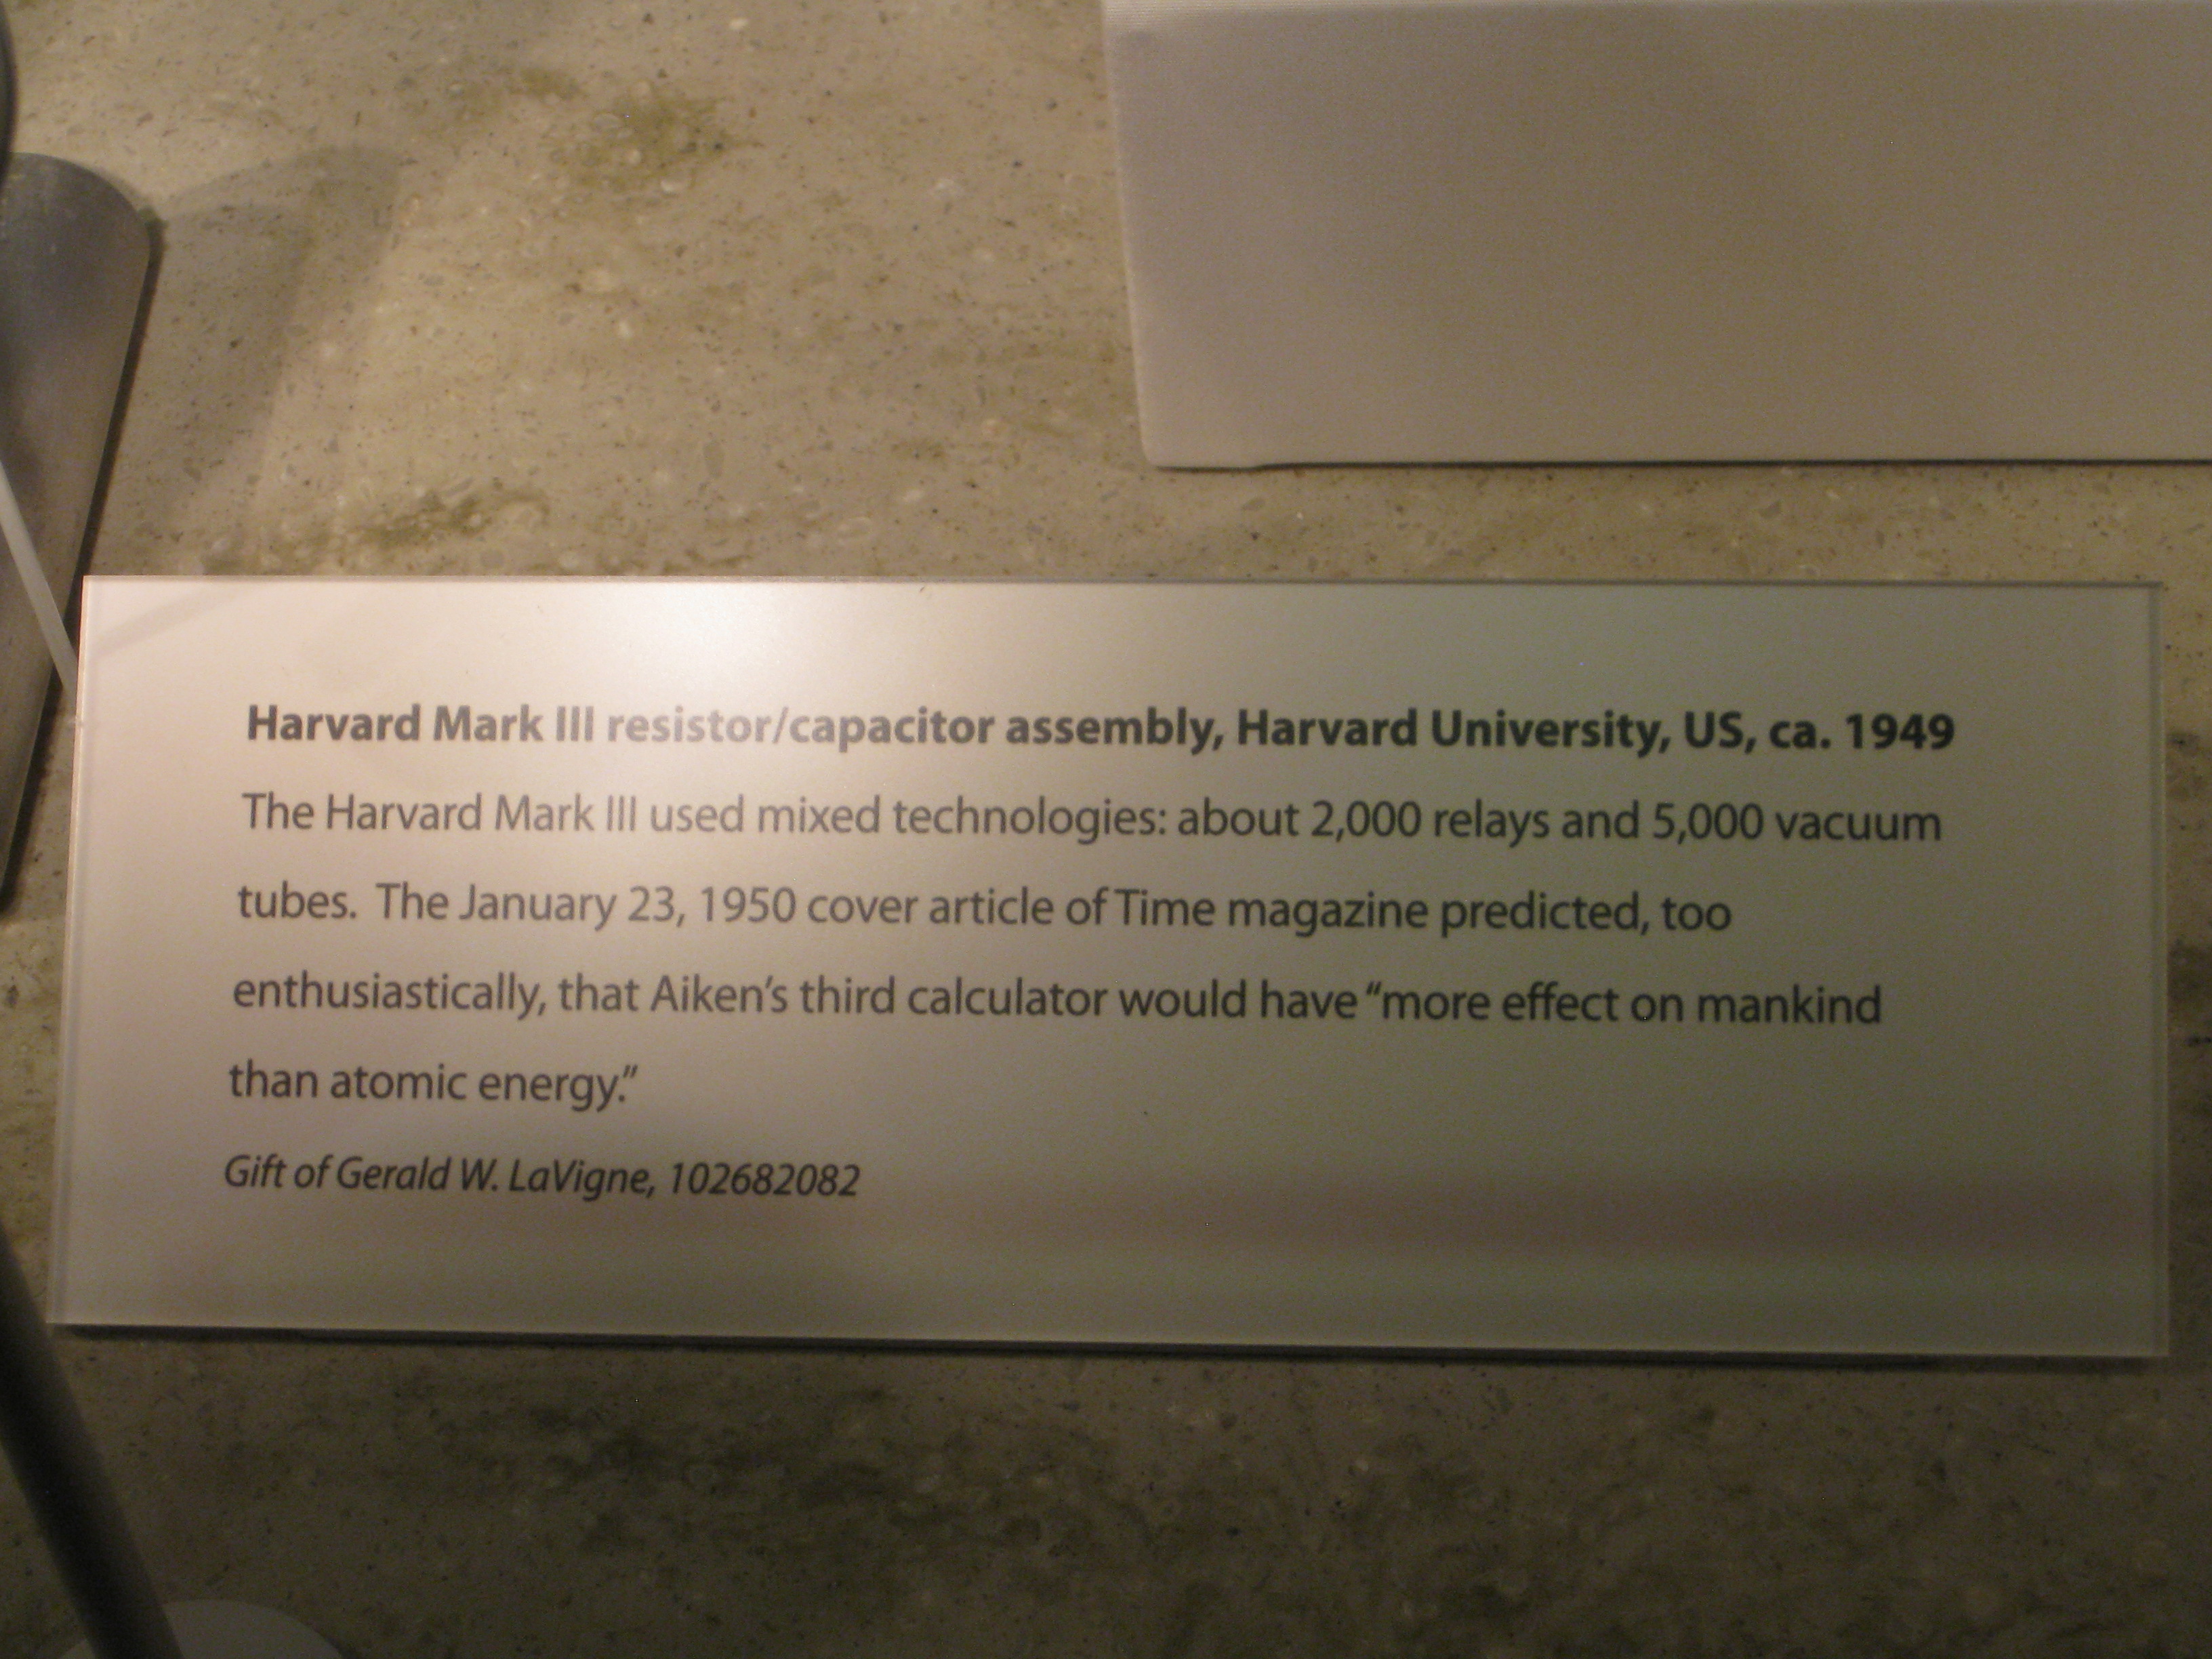 Harvard Mark III resistor/capacitor assembly, Harvard University, US, ca. 1949
The Harvard Mark III used mixed technologies: about 2,000 relays and 5,000 vacuum
tubes. The January 23, 1950 cover article of Time magazine predicted, too
enthusiastically, that Aiken’s third calculator would have “more effect on mankind
than atomic energy.”
Gift of Gerald W. LaVigne, 102682082